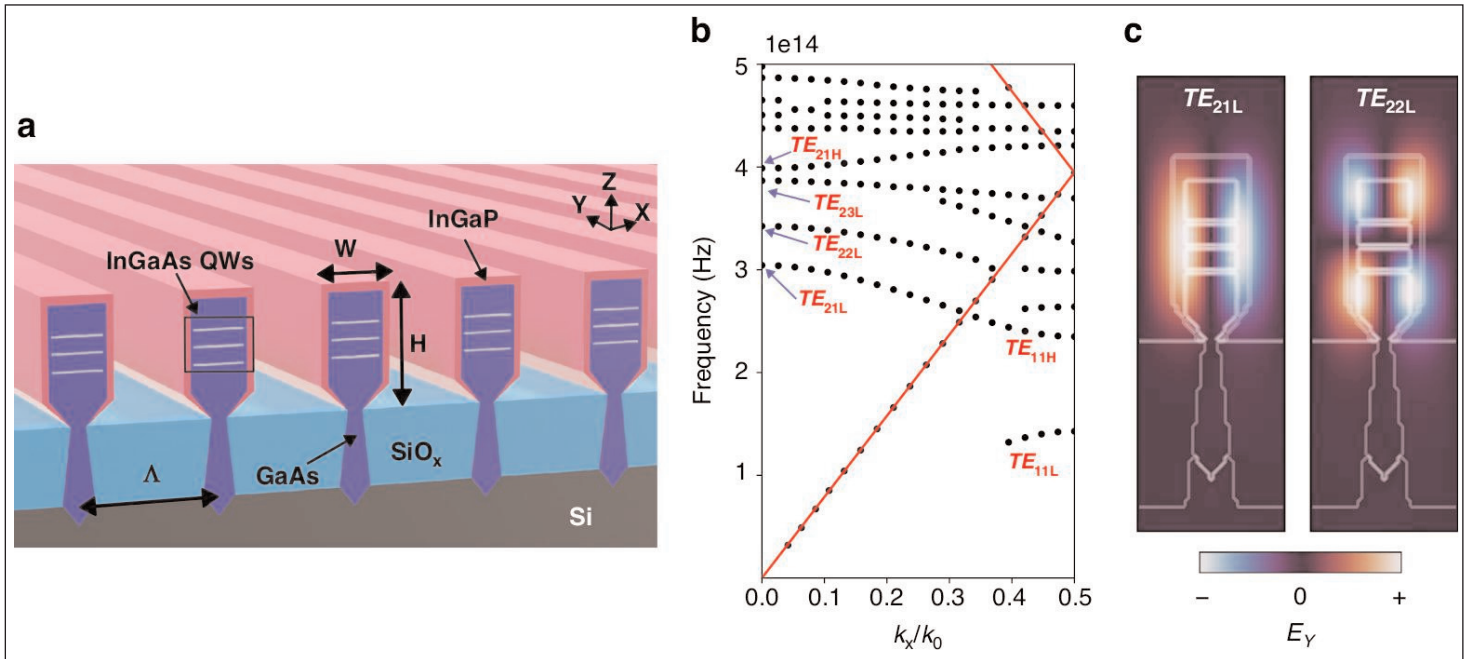 a
InGaAs QWs
W
InGaP
Z
Y
X
H
Λ
GaAs
SiOx
Si
b
1e14
Frequency (Hz)
5
4
3
2
1
TE21H
TE23L
TE22L
TE21L
TE11H
TE11L
0.0 0.1 0.2 0.3 0.4 0.5
kx/k0
c
TE21L
TE22L
– 0 +
EY